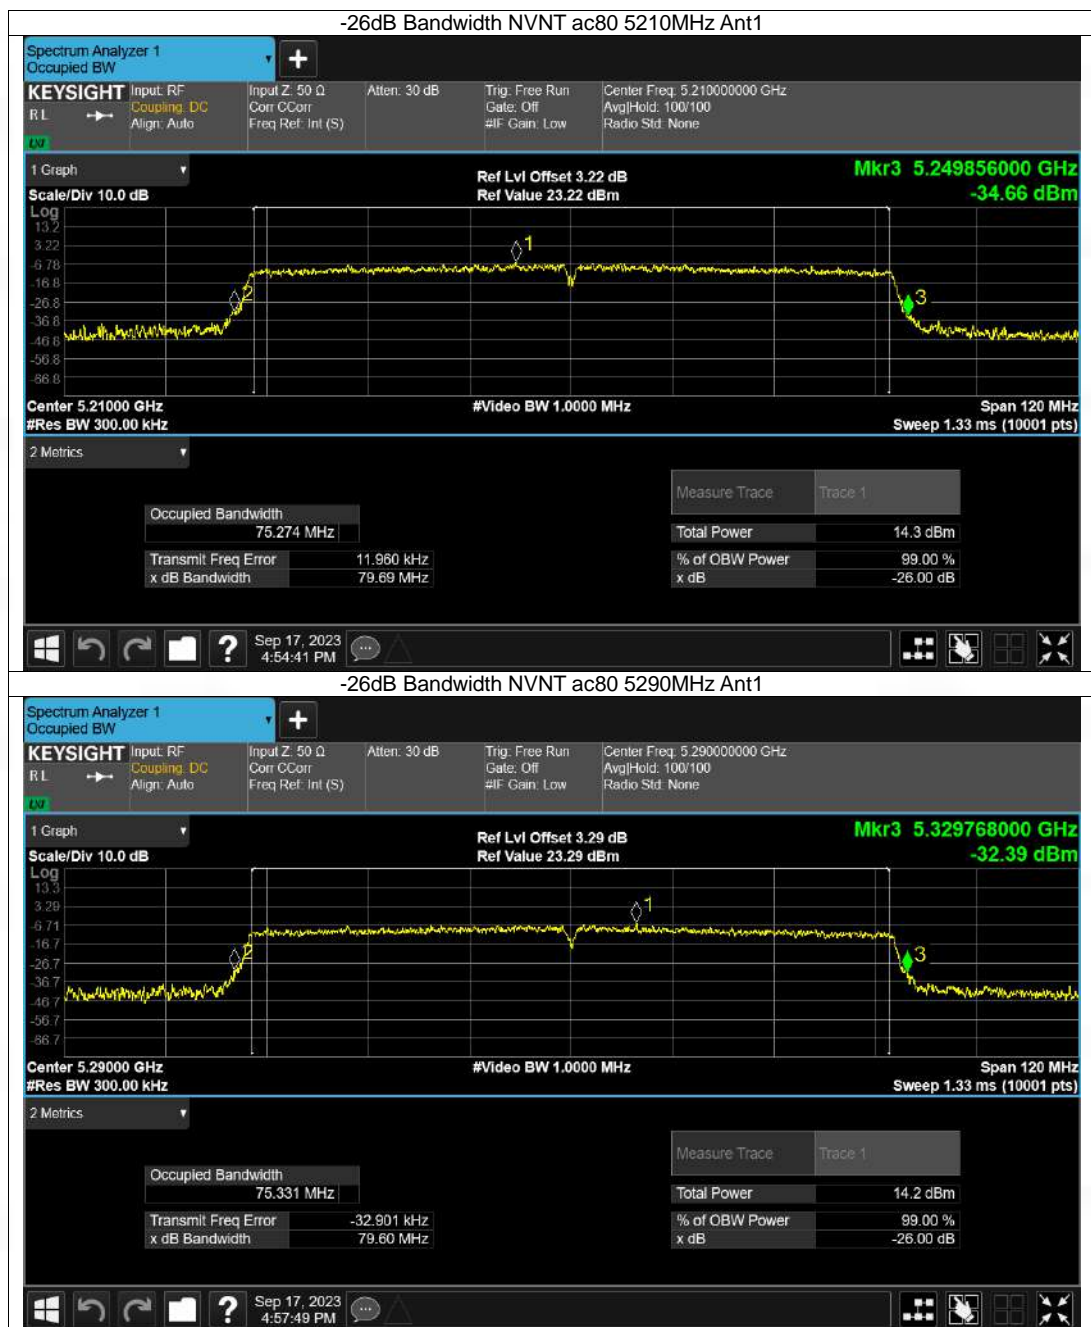 -26dB Bandwidth NVNT ac80 5210MHz Ant1
Spectrum Analyzer 1
Occupied BW
+
KEYSIGHT Input: RF Input Z: 50 Ω Atten: 30 dB Trig: Free Run Center Freq: 5.210000000 GHz
RL Coupling: DC Corr CCorr Gate: Off Avg|Hold: 100/100
Align: Auto Freq Ref: Int (S) #IF Gain: Low Radio Std: None
LXI
1 Graph Ref Lvl Offset 3.22 dB Mkr3 5.249856000 GHz
Scale/Div 10.0 dB Ref Value 23.22 dBm -34.66 dBm
Log
13.2
3.22
-6.78
-16.8
-26.8
-36.8
-46.8
-56.8
-66.8
1
2
3
Center 5.21000 GHz #Video BW 1.0000 MHz Span 120 MHz
#Res BW 300.00 kHz Sweep 1.33 ms (10001 pts)
2 Metrics
Measure Trace Trace 1
Occupied Bandwidth
75.274 MHz Total Power 14.3 dBm
Transmit Freq Error 11.960 kHz % of OBW Power 99.00 %
x dB Bandwidth 79.69 MHz x dB -26.00 dB
? Sep 17, 2023
4:54:41 PM
-26dB Bandwidth NVNT ac80 5290MHz Ant1
Spectrum Analyzer 1
Occupied BW
+
KEYSIGHT Input: RF Input Z: 50 Ω Atten: 30 dB Trig: Free Run Center Freq: 5.290000000 GHz
RL Coupling: DC Corr CCorr Gate: Off Avg|Hold: 100/100
Align: Auto Freq Ref: Int (S) #IF Gain: Low Radio Std: None
LXI
1 Graph Ref Lvl Offset 3.29 dB Mkr3 5.329768000 GHz
Scale/Div 10.0 dB Ref Value 23.29 dBm -32.39 dBm
Log
13.3
3.29
-6.71
-16.7
-26.7
-36.7
-46.7
-56.7
-66.7
1
2
3
Center 5.29000 GHz #Video BW 1.0000 MHz Span 120 MHz
#Res BW 300.00 kHz Sweep 1.33 ms (10001 pts)
2 Metrics
Measure Trace Trace 1
Occupied Bandwidth
75.331 MHz Total Power 14.2 dBm
Transmit Freq Error -32.901 kHz % of OBW Power 99.00 %
x dB Bandwidth 79.60 MHz x dB -26.00 dB
? Sep 17, 2023
4:57:49 PM